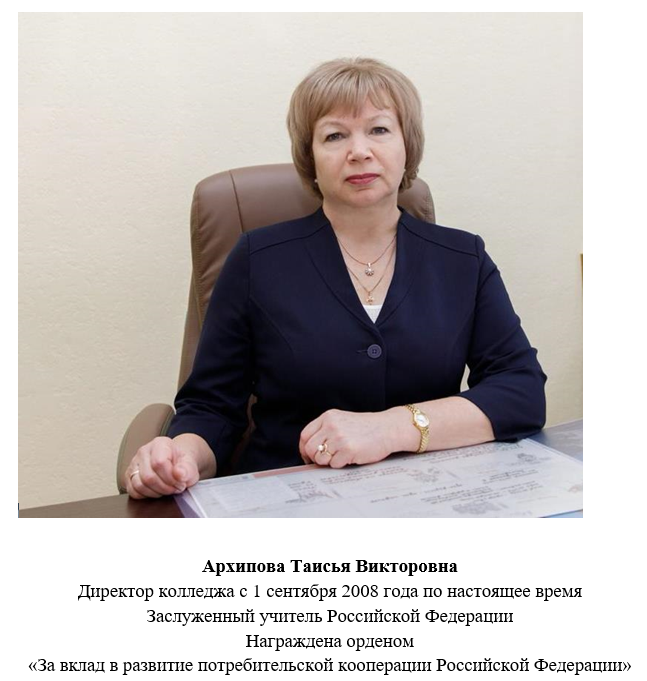 Архипова Таисья Викторовна
Директор колледжа с 1 сентября 2008 года по настоящее время
Заслуженный учитель Российской Федерации
Награждена орденом
«За вклад в развитие потребительской кооперации Российской Федерации»